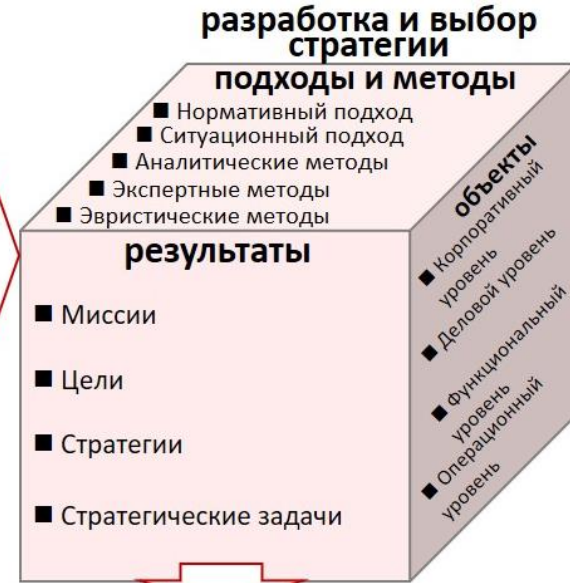 разработка и выбор
стратегии
подходы и методы
■ Нормативный подход
■ Ситуационный подход
■ Аналитические методы
■ Экспертные методы
■ Эвристические методы
результаты
■ Миссии
■ Цели
■ Стратегии
■ Стратегические задачи
объекты
■ Корпоративный
уровень
■ Деловой уровень
■ Функциональный
уровень
■ Операционный
уровень